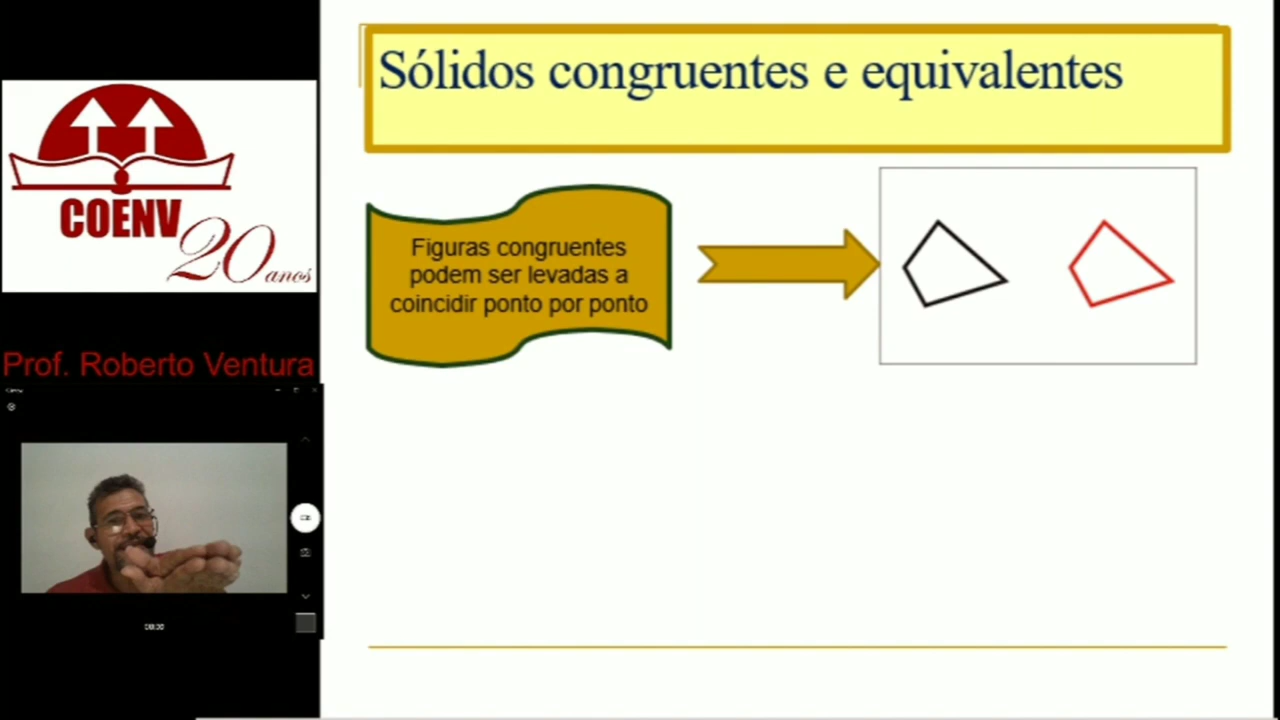 Sólidos congruentes e equivalentes
COENV
20 anos
Prof. Roberto Ventura
Figuras congruentes
podem ser levadas a
coincidir ponto por ponto